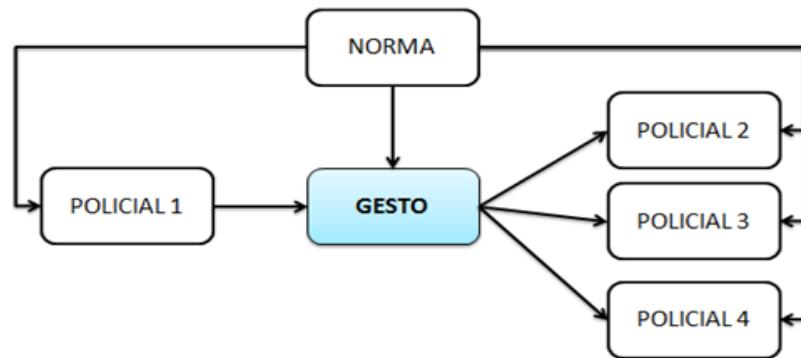 NORMA
POLICIAL 1
GESTO
POLICIAL 2
POLICIAL 3
POLICIAL 4